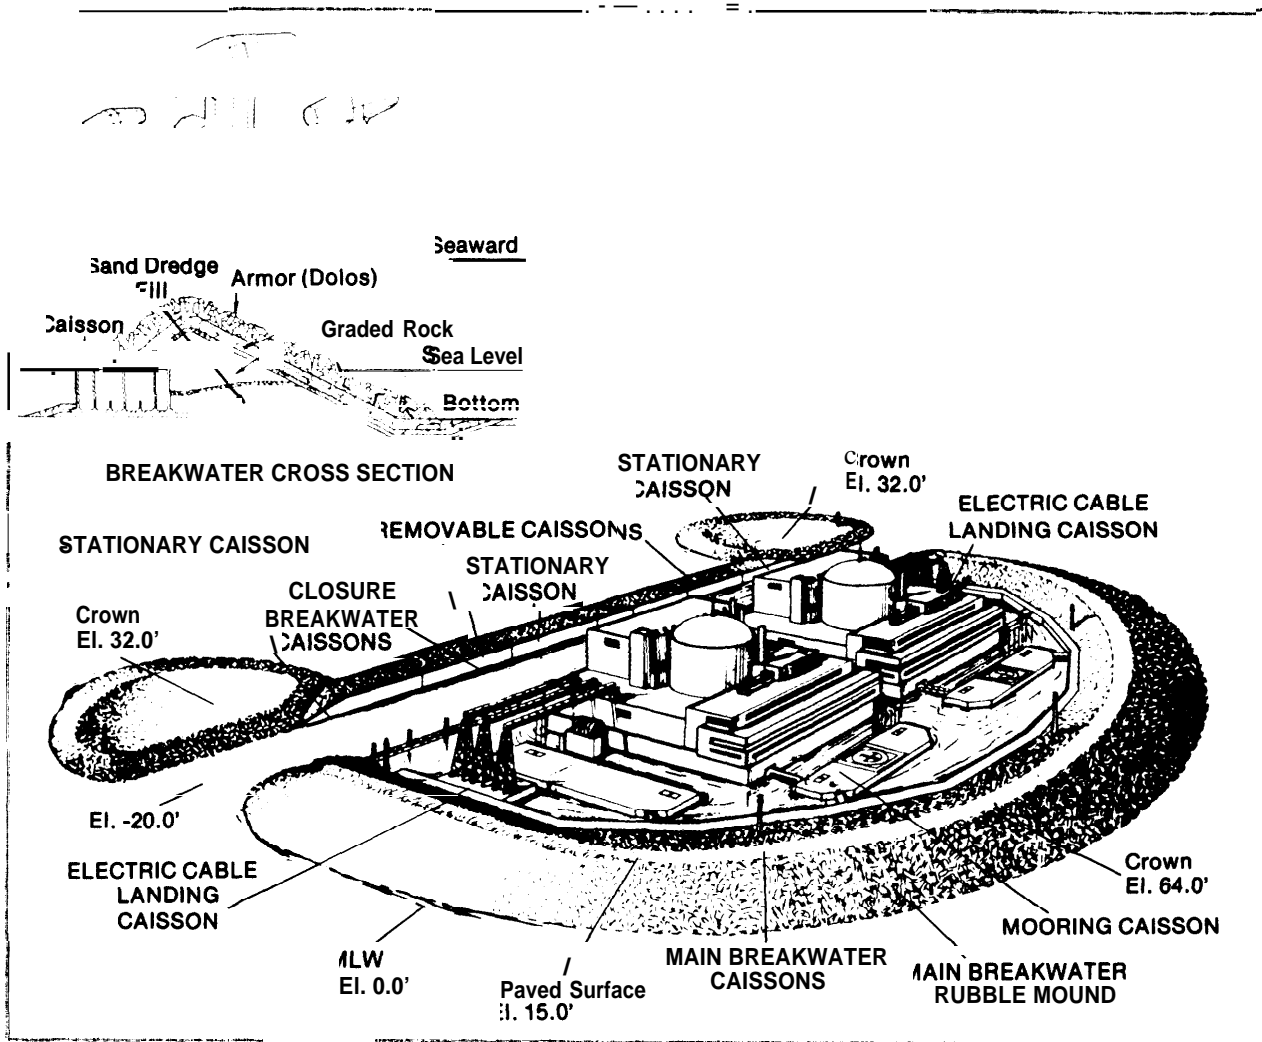 Seaward
Sand Dredge
Fill
Armor (Dolos)
Caisson
Graded Rock
Sea Level
Bottom
BREAKWATER CROSS SECTION
STATIONARY
CAISSON
Crown
El. 32.0'
ELECTRIC CABLE
LANDING CAISSON
REMOVABLE CAISSONS
STATIONARY CAISSON
STATIONARY
CAISSON
CLOSURE
BREAKWATER
CAISSONS
Crown
El. 32.0'
El. -20.0'
ELECTRIC CABLE
LANDING
CAISSON
Crown
El. 64.0'
MOORING CAISSON
MLW
El. 0.0'
Paved Surface
El. 15.0'
MAIN BREAKWATER
CAISSONS
MAIN BREAKWATER
RUBBLE MOUND